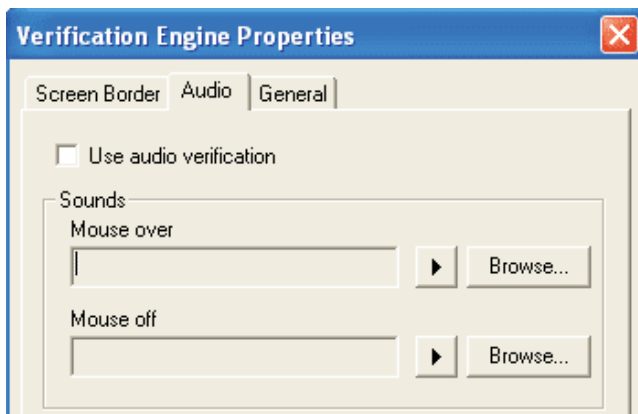 Verification Engine Properties
Screen Border Audio General
Use audio verification
Sounds
Mouse over
Browse...
Mouse off
Browse...